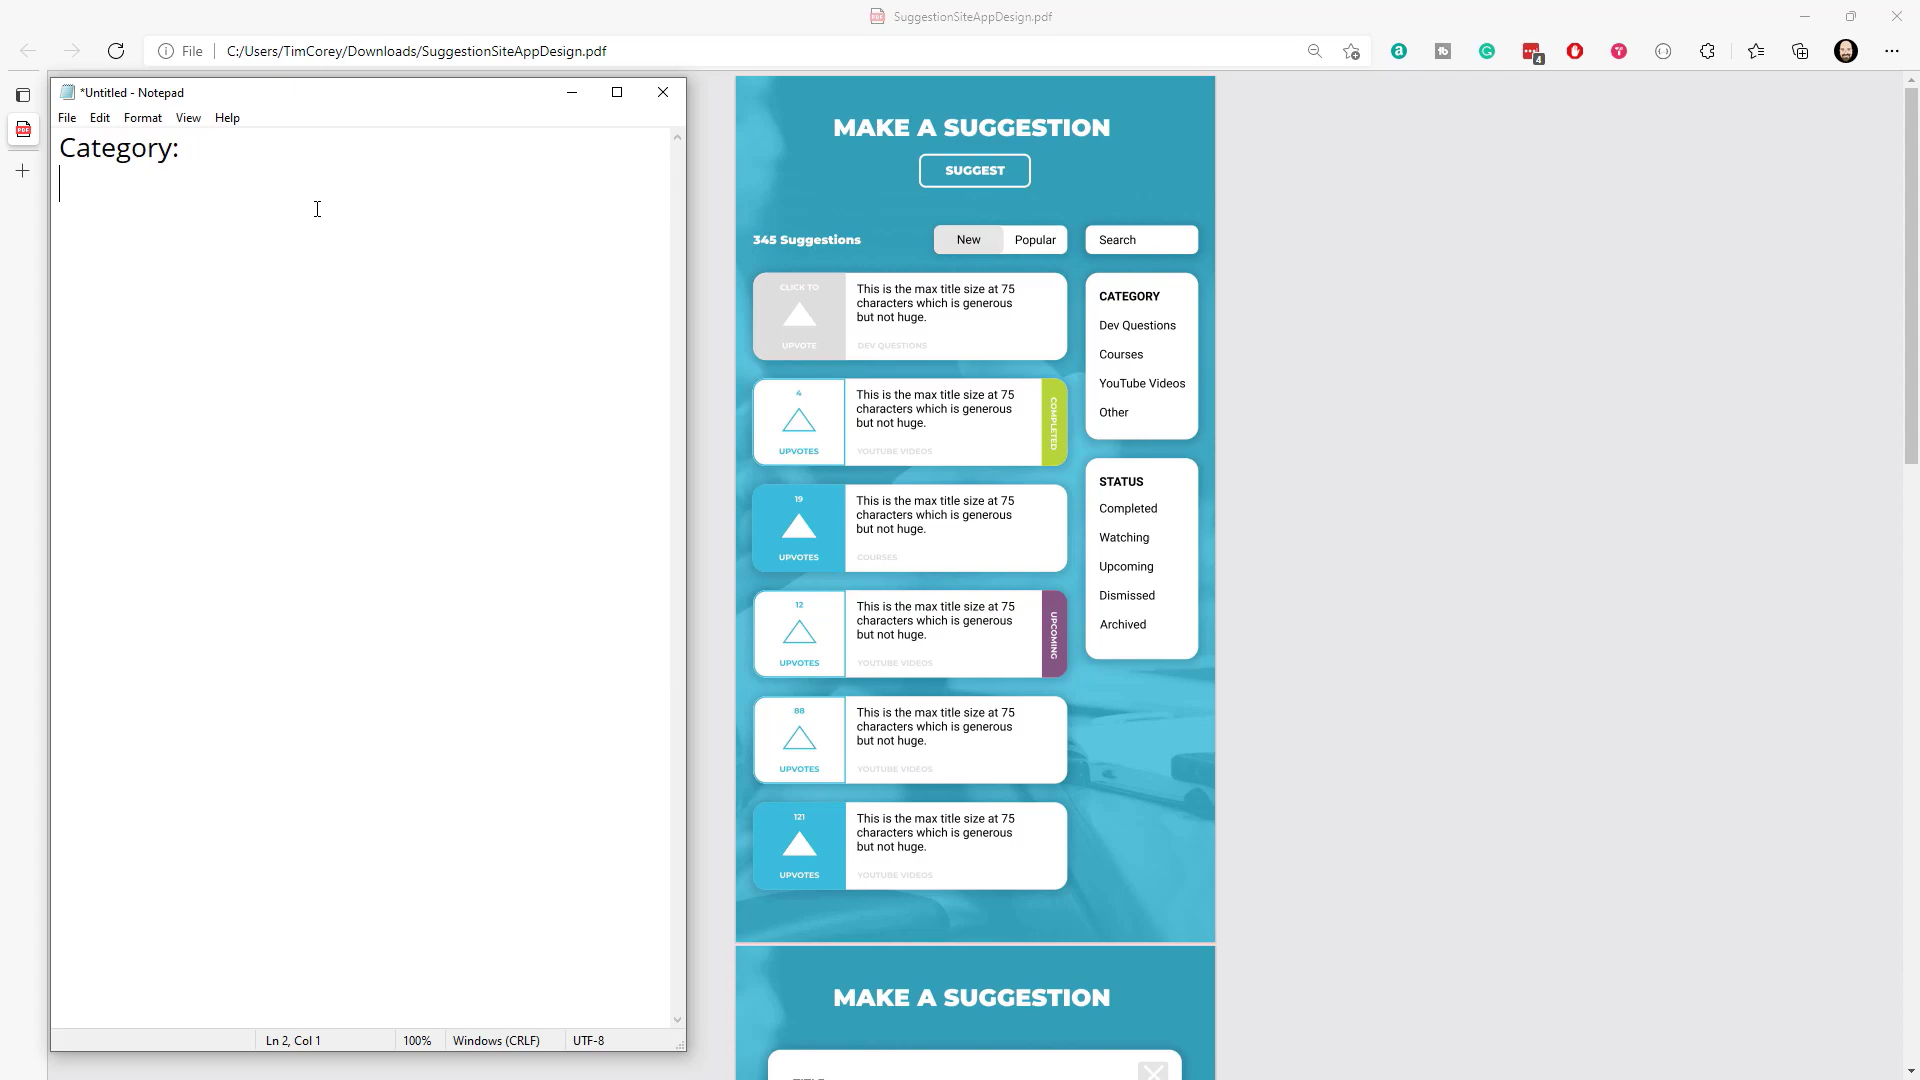 SuggestionSiteAppDesign.pdf
File
C:/Users/TimCorey/Downloads/SuggestionSiteAppDesign.pdf
4
*Untitled - Notepad
File Edit Format View Help
Category:
Ln 2, Col 1
100%
Windows (CRLF)
UTF-8
MAKE A SUGGESTION
SUGGEST
345 Suggestions
New
Popular
Search
CLICK TO
UPVOTE
This is the max title size at 75
characters which is generous
but not huge.
DEV QUESTIONS
4
UPVOTES
This is the max title size at 75
characters which is generous
but not huge.
YOUTUBE VIDEOS
COMPLETED
19
UPVOTES
This is the max title size at 75
characters which is generous
but not huge.
COURSES
12
UPVOTES
This is the max title size at 75
characters which is generous
but not huge.
YOUTUBE VIDEOS
UPCOMING
88
UPVOTES
This is the max title size at 75
characters which is generous
but not huge.
YOUTUBE VIDEOS
121
UPVOTES
This is the max title size at 75
characters which is generous
but not huge.
YOUTUBE VIDEOS
CATEGORY
Dev Questions
Courses
YouTube Videos
Other
STATUS
Completed
Watching
Upcoming
Dismissed
Archived
MAKE A SUGGESTION